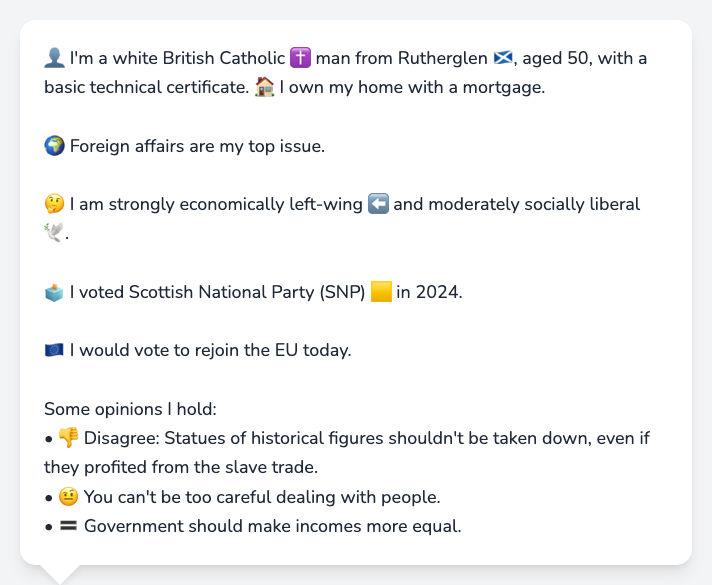 👤 I'm a white British Catholic ✝️ man from Rutherglen 🏴󠁧󠁢󠁳󠁣󠁴󠁿, aged 50, with a
basic technical certificate. 🏠 I own my home with a mortgage.
🌍 Foreign affairs are my top issue.
🤔 I am strongly economically left-wing ⬅️ and moderately socially liberal
🕊️.
🗳️ I voted Scottish National Party (SNP) 🟨 in 2024.
🇪🇺 I would vote to rejoin the EU today.
Some opinions I hold:
• 👎 Disagree: Statues of historical figures shouldn't be taken down, even if
they profited from the slave trade.
• 🤨 You can't be too careful dealing with people.
• 🟰 Government should make incomes more equal.